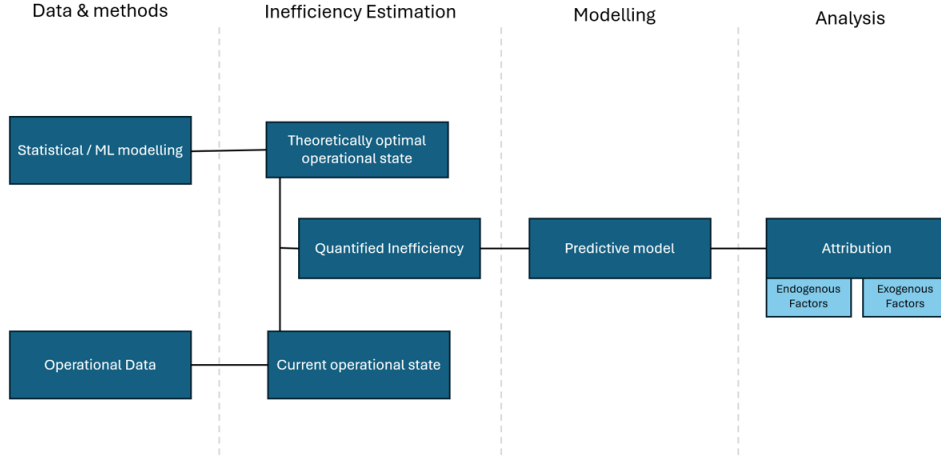 Data & methods
Inefficiency Estimation
Modelling
Analysis
Statistical / ML modelling
Theoretically optimal
operational state
Quantified Inefficiency
Predictive model
Attribution
Endogenous
Factors
Exogenous
Factors
Operational Data
Current operational state